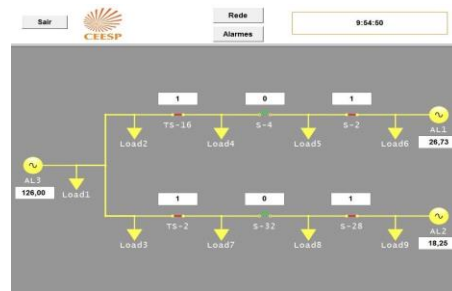 Sair
CEESP
Rede
Alarmes
9:54:50
1 0 1
TS-16 S-4 S-2
Load2 Load4 Load5 Load6
AL1
26,73
AL3
126,00
Load1
1 0 1
TS-2 S-32 S-28
Load3 Load7 Load8 Load9
AL2
18,25